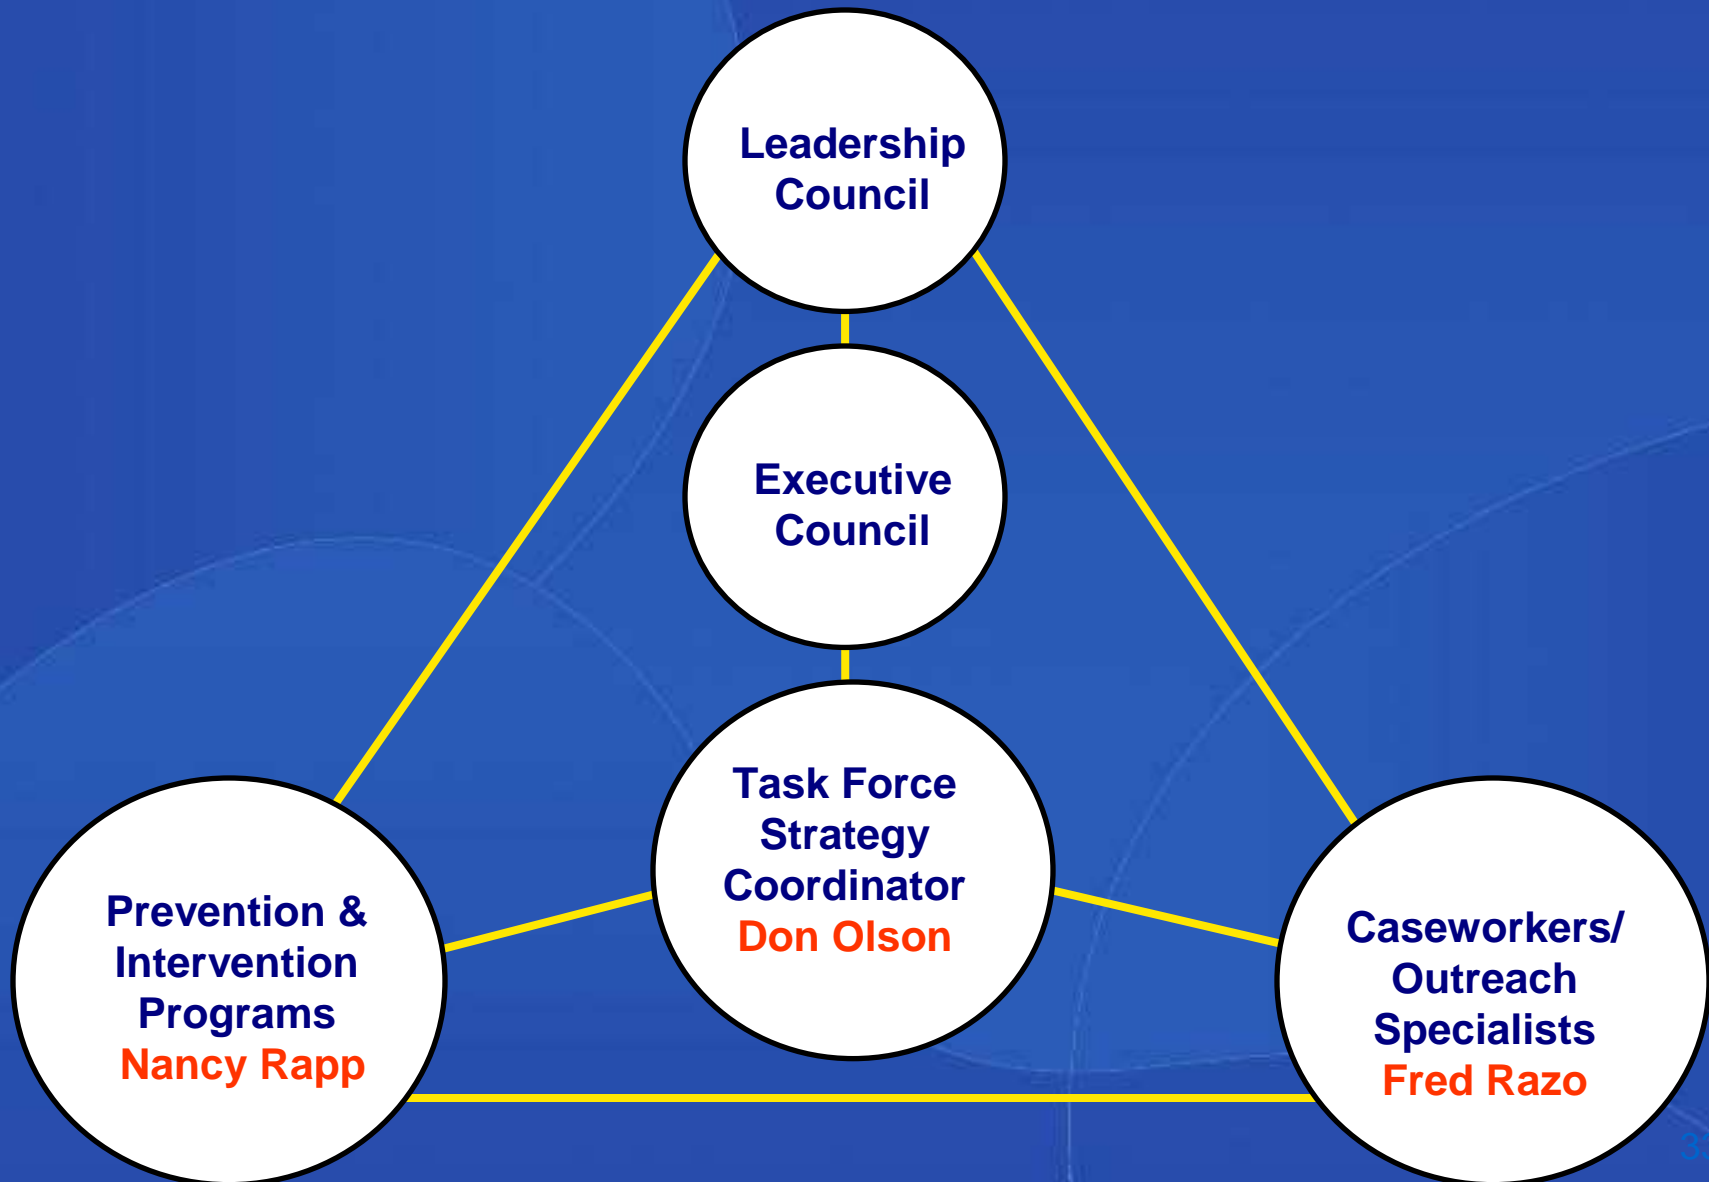 Leadership
Council
Executive
Council
Task Force
Strategy
Coordinator
Don Olson
Prevention &
Intervention
Programs
Nancy Rapp
Caseworkers/
Outreach
Specialists
Fred Razo
33